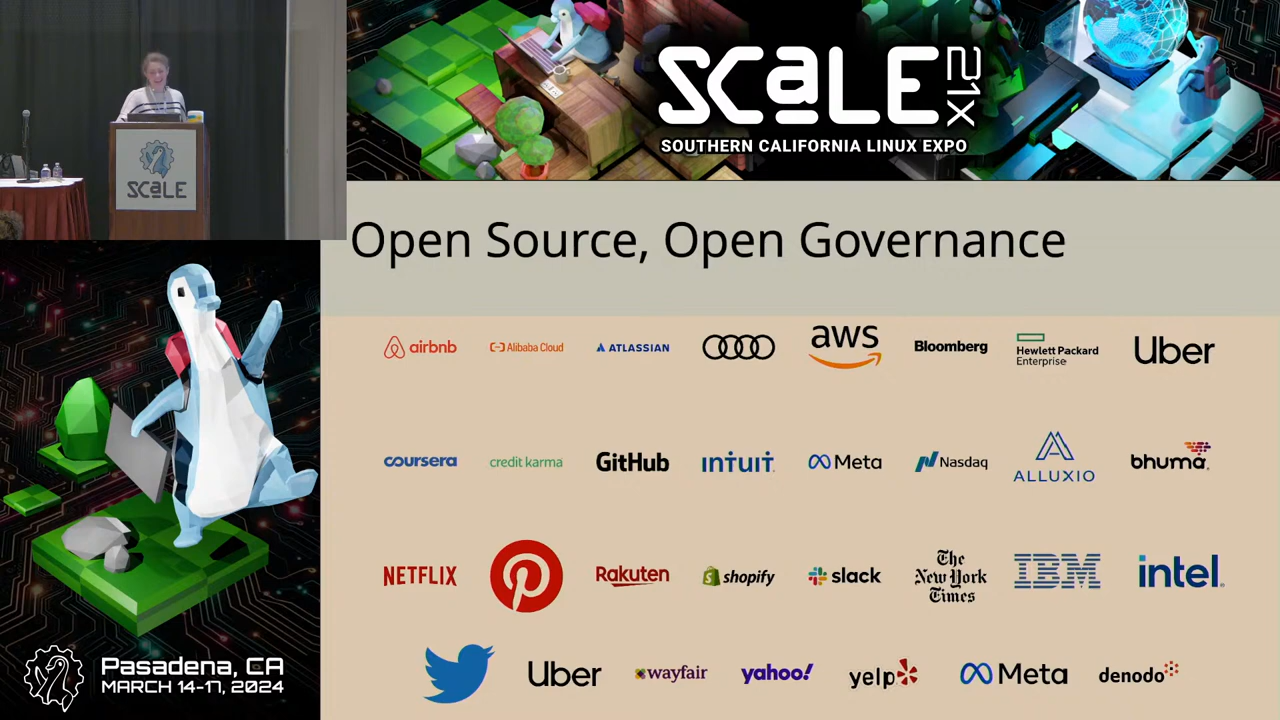 SCaLE 21X
SOUTHERN CALIFORNIA LINUX EXPO
SCaLE
Open Source, Open Governance
airbnb
Alibaba Cloud
ATLASSIAN
aws
Bloomberg
Hewlett Packard
Enterprise
Uber
coursera
credit karma
GitHub
intuit
Meta
Nasdaq
ALLUXIO
bhuma
NETFLIX
Rakuten
shopify
slack
The
New York
Times
IBM
intel
Uber
wayfair
yahoo!
yelp
Meta
denodo
Pasadena, CA
MARCH 14-17, 2024